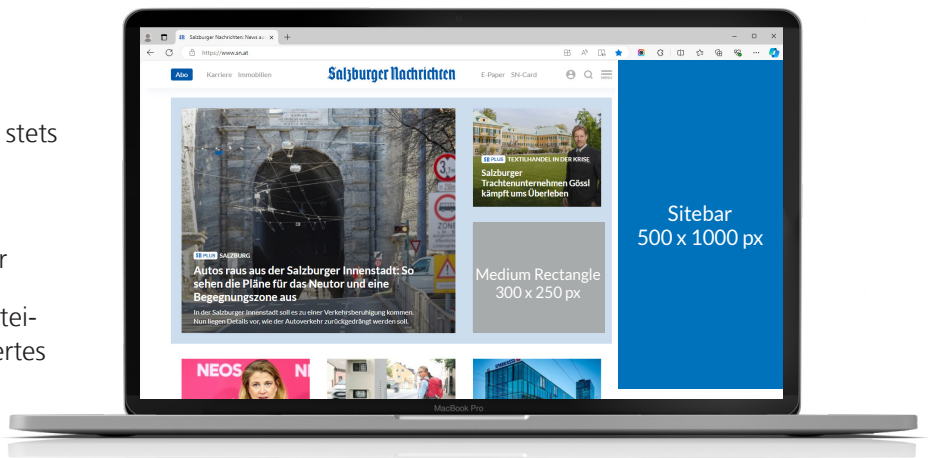 stets
r
tei-
ertes
SN Salzburger Nachrichten: News au
https://www.sn.at
Abo
Karriere Immobilien
Salzburger Nachrichten
E-Paper SN-Card
MENÜ
SN PLUS SALZBURG
Autos raus aus der Salzburger Innenstadt: So
sehen die Pläne für das Neutor und eine
Begegnungszone aus
In der Salzburger Innenstadt soll es zu einer Verkehrsberuhigung kommen.
Nun liegen Details vor, wie der Autoverkehr zurückgedrängt werden soll.
ZONE
SN PLUS TEXTILHANDEL IN DER KRISE
Salzburger
Trachtenunternehmen Gössl
kämpft ums Überleben
Medium Rectangle
300 x 250 px
Sitebar
500 x 1000 px
NEOS
MacBook Pro